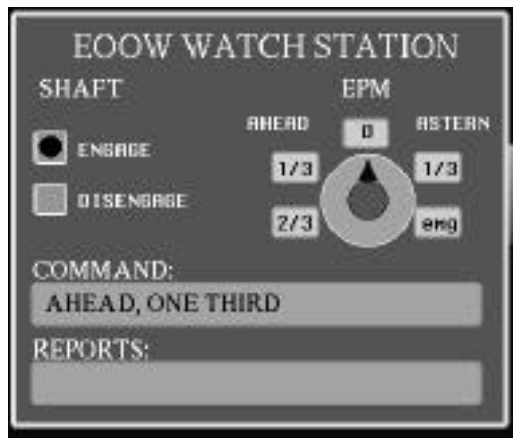 EOOW WATCH STATION
SHAFT
EPM
AHEAD
0
ASTERN
ENGAGE
1/3
1/3
DISENGAGE
2/3
emg
COMMAND:
AHEAD, ONE THIRD
REPORTS: